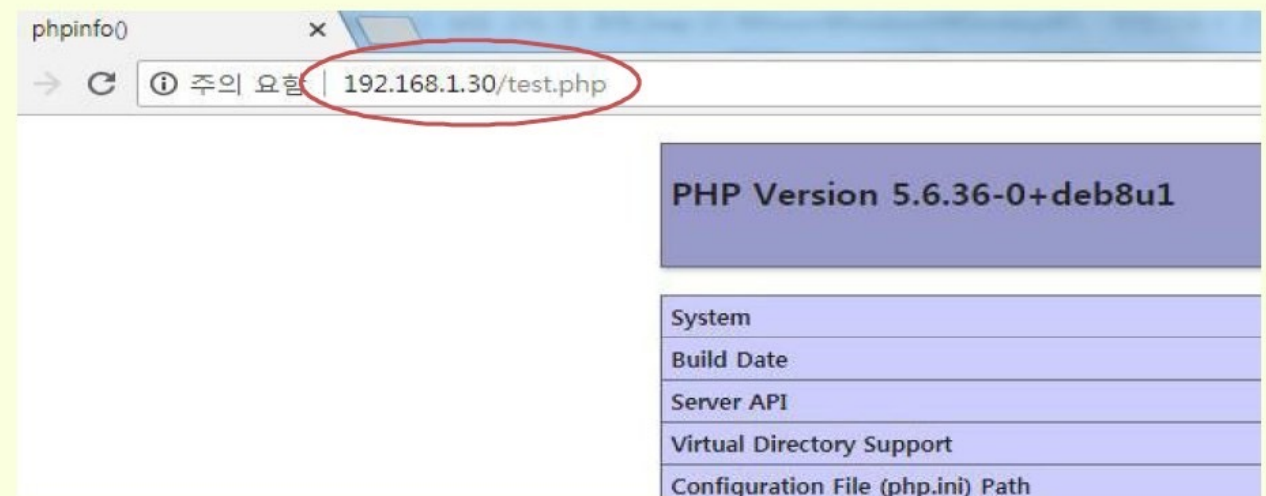 phpinfo()
주의 요함 192.168.1.30/test.php
PHP Version 5.6.36-0+deb8u1
System
Build Date
Server API
Virtual Directory Support
Configuration File (php.ini) Path